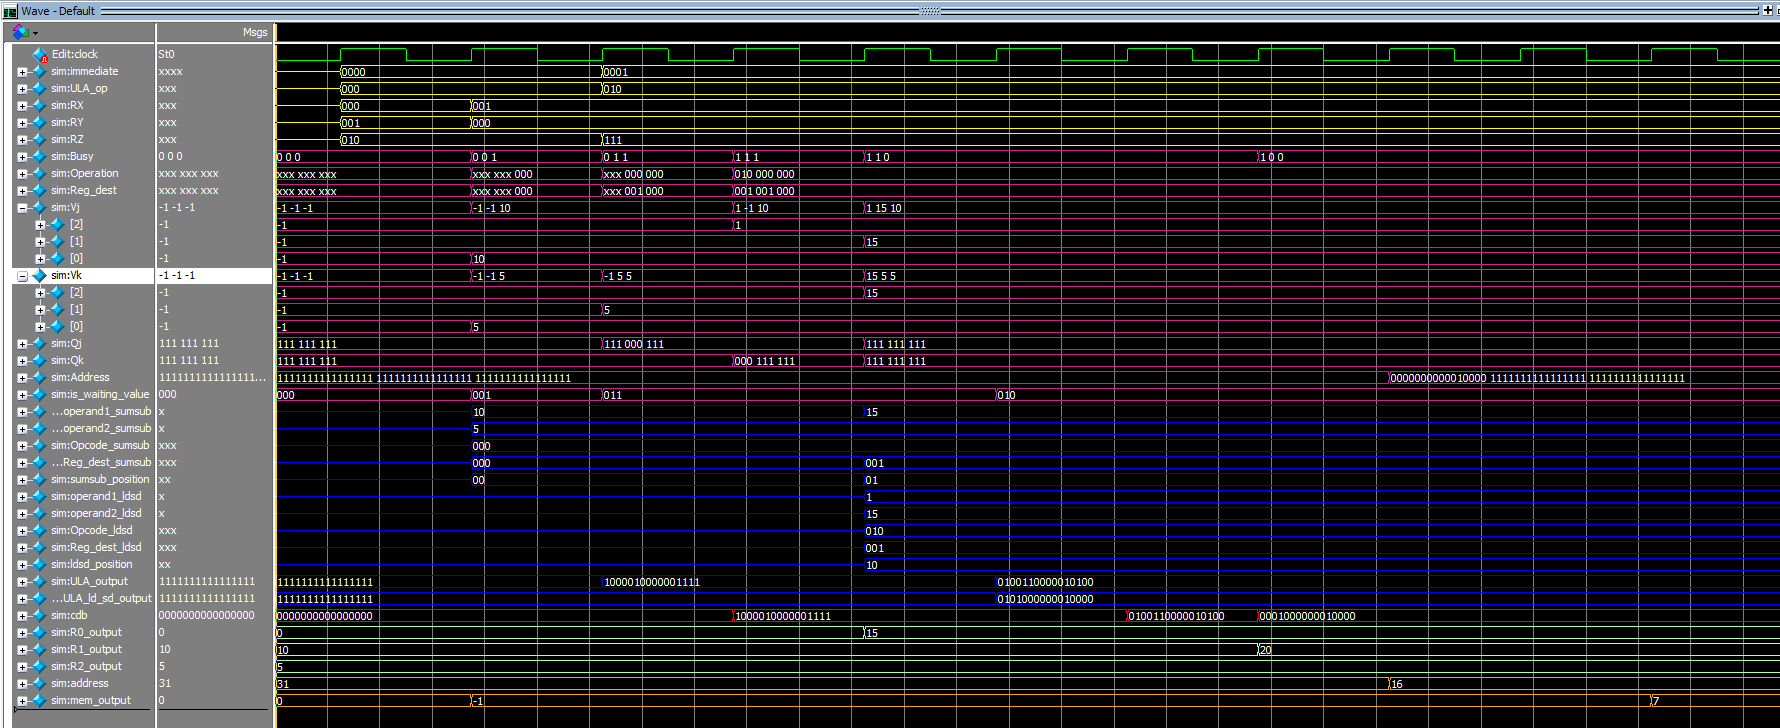 Wave - Default
Msgs
Edit:clock St0
sim:immediate xxxx 0000 0001
sim:ULA_op xxx 000 010
sim:RX xxx 000 001
sim:RY xxx 001 000
sim:RZ xxx 010 111
sim:Busy 0 0 0 0 0 0 0 0 1 0 1 1 1 1 1 1 1 0 1 0 0
sim:Operation xxx xxx xxx xxx xxx xxx xxx xxx 000 xxx 000 000 010 000 000
sim:Reg_dest xxx xxx xxx xxx xxx xxx xxx xxx 000 xxx 001 000 001 001 000
sim:Vj -1 -1 -1 -1 -1 -1 -1 -1 10 1 -1 10 1 15 10
[2] -1 -1 1
[1] -1 -1 15
[0] -1 -1 10
sim:Vk -1 -1 -1 -1 -1 -1 -1 -1 5 -1 5 5 15 5 5
[2] -1 -1 15
[1] -1 -1 5
[0] -1 -1 5
sim:Qj 111 111 111 111 111 111 111 000 111 111 111 111
sim:Qk 111 111 111 111 111 111 000 111 111 111 111 111
sim:Address 1111111111111111... 1111111111111111 1111111111111111 1111111111111111 0000000000010000 1111111111111111 1111111111111111
sim:is_waiting_value 000 000 001 011 010
...operand1_sumsub x 10 15
...operand2_sumsub x 5
sim:Opcode_sumsub xxx 000
...Reg_dest_sumsub xxx 000 001
sim:sumsub_position xx 00 01
sim:operand1_ldsd x 1
sim:operand2_ldsd x 15
sim:Opcode_ldsd xxx 010
sim:Reg_dest_ldsd xxx 001
sim:ldsd_position xx 10
sim:ULA_output 1111111111111111 1111111111111111 1000010000001111 0100110000010100
...ULA_ld_sd_output 1111111111111111 1111111111111111 0101000000010000
sim:cdb 0000000000000000 0000000000000000 1000010000001111 0100110000010100 0001000000010000
sim:R0_output 0 0 15
sim:R1_output 10 10 20
sim:R2_output 5 5
sim:address 31 31 16
sim:mem_output 0 0 -1 7